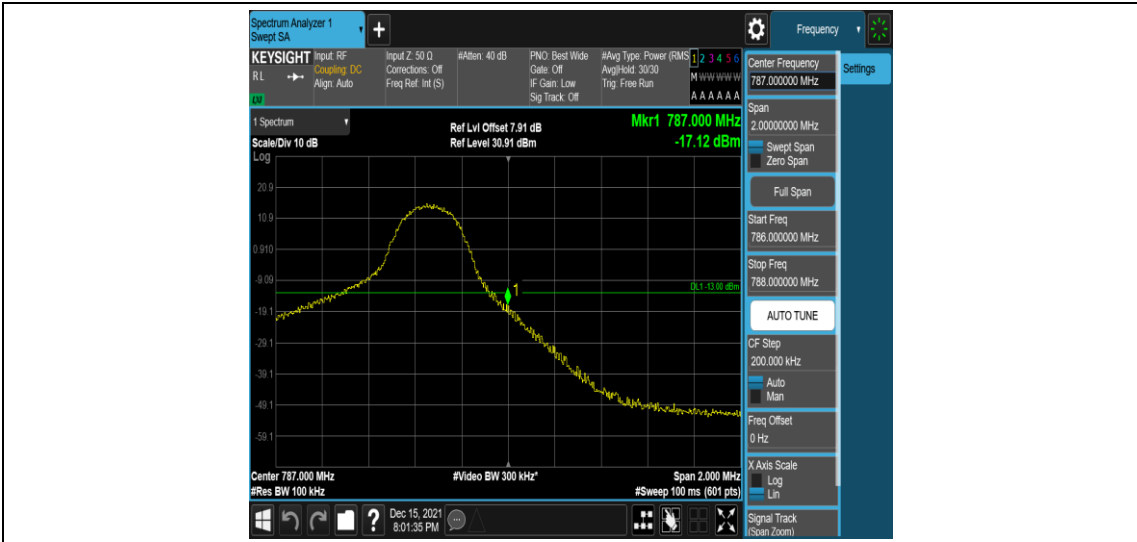 Spectrum Analyzer 1
Swept SA
+
Frequency
KEYSIGHT
RL
LXI
Input: RF
Coupling: DC
Align: Auto
Input Z: 50 Ω
Corrections: Off
Freq Ref: Int (S)
#Atten: 40 dB
PNO: Best Wide
Gate: Off
IF Gain: Low
Sig Track: Off
#Avg Type: Power (RMS
Avg|Hold: 30/30
Trig: Free Run
1 2 3 4 5 6
M W W W W W
A A A A A A
1 Spectrum
Scale/Div 10 dB
Log
Ref Lvl Offset 7.91 dB
Ref Level 30.91 dBm
Mkr1 787.000 MHz
-17.12 dBm
20.9
10.9
0.910
-9.09
-19.1
-29.1
-39.1
-49.1
-59.1
DL1 -13.00 dBm
1
Center 787.000 MHz
#Res BW 100 kHz
#Video BW 300 kHz*
Span 2.000 MHz
#Sweep 100 ms (601 pts)
Center Frequency
787.000000 MHz
Span
2.00000000 MHz
Swept Span
Zero Span
Full Span
Start Freq
786.000000 MHz
Stop Freq
788.000000 MHz
AUTO TUNE
CF Step
200.000 kHz
Auto
Man
Freq Offset
0 Hz
X Axis Scale
Log
Lin
Signal Track
(Span Zoom)
Settings
?
Dec 15, 2021
8:01:35 PM